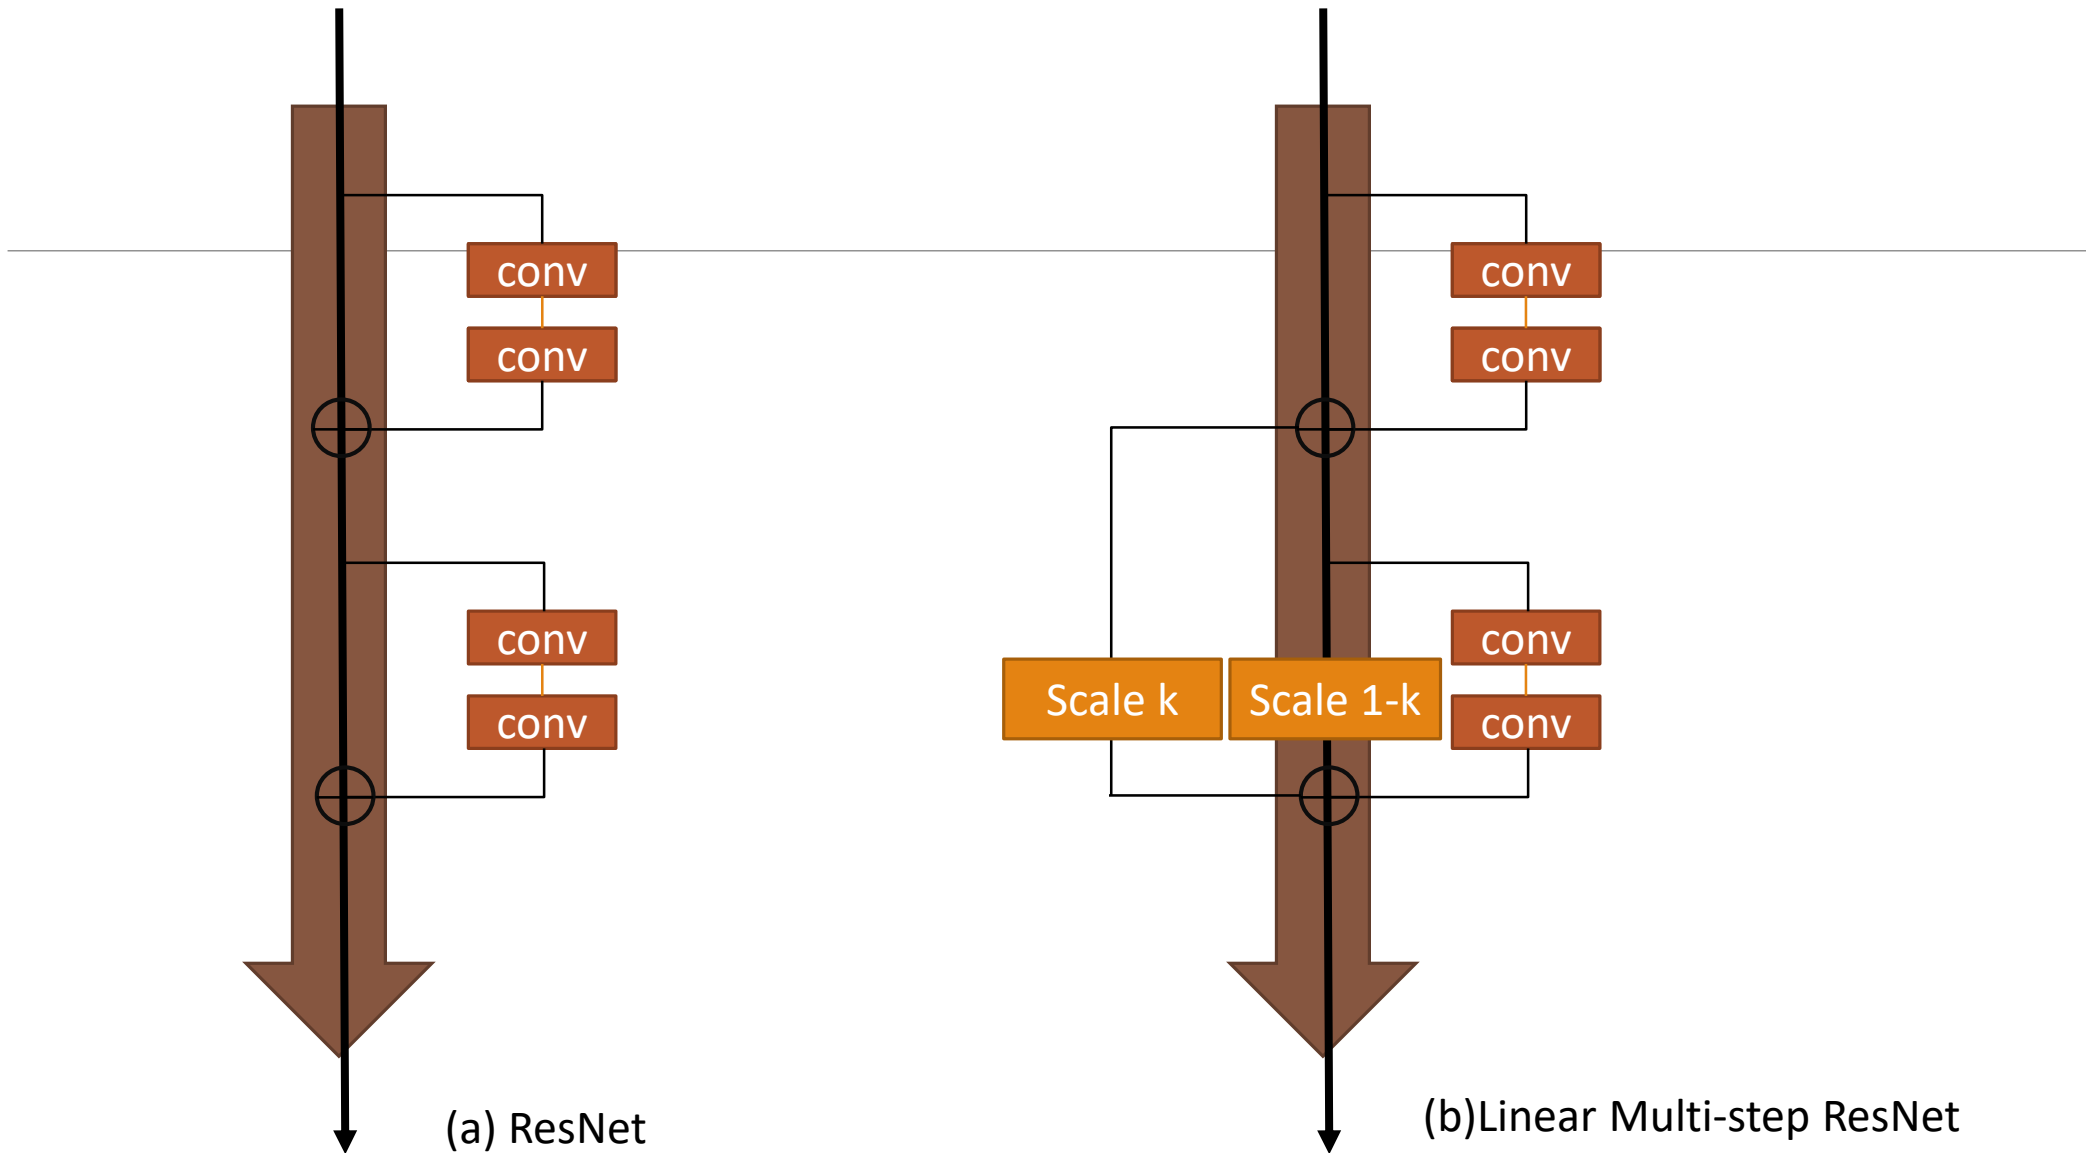 conv
conv
conv
conv
(a) ResNet
conv
conv
Scale k
Scale 1-k
conv
conv
(b)Linear Multi-step ResNet